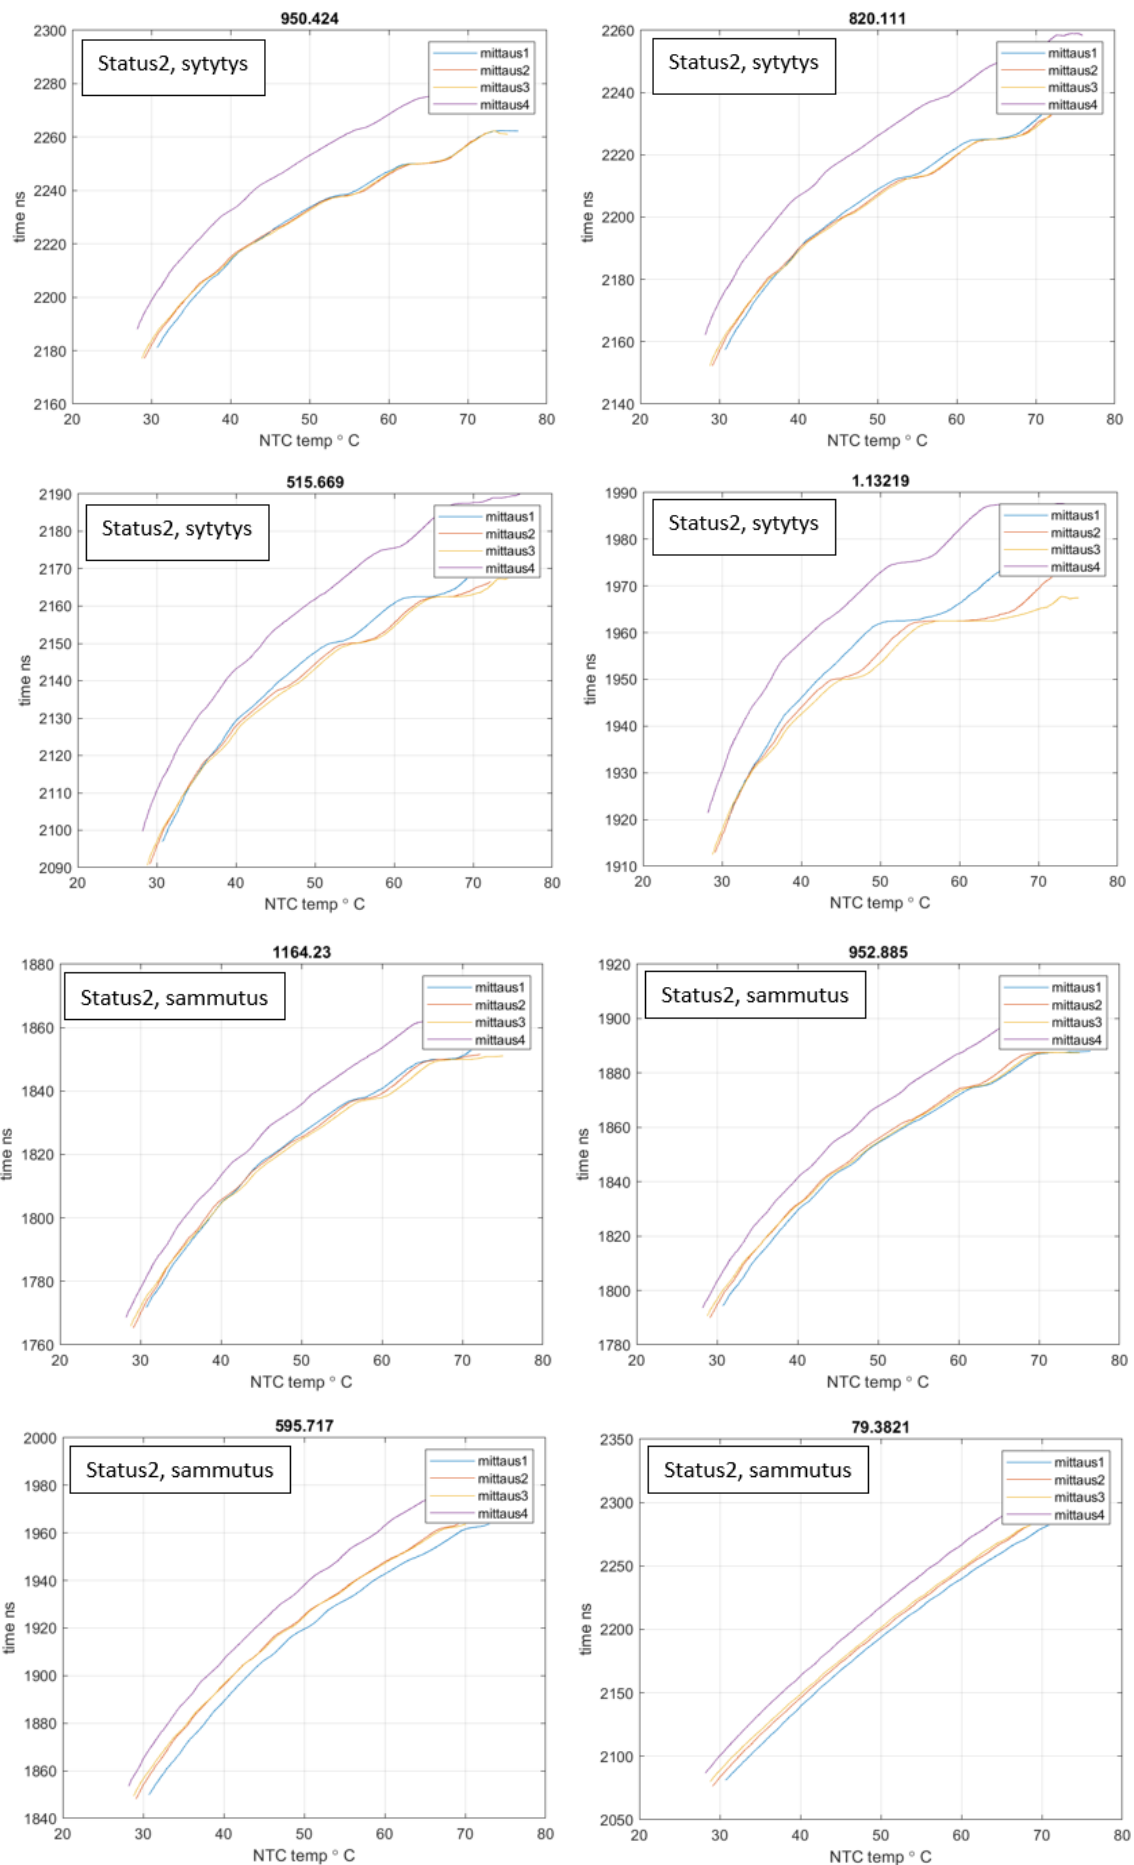 950.424
Status2, sytytys
mittaus1
mittaus2
mittaus3
mittaus4
2300
2280
2260
2240
2220
2200
2180
2160
time ns
20 30 40 50 60 70 80
NTC temp ° C
820.111
Status2, sytytys
mittaus1
mittaus2
mittaus3
mittaus4
2260
2240
2220
2200
2180
2160
2140
time ns
20 30 40 50 60 70 80
NTC temp ° C
515.669
Status2, sytytys
mittaus1
mittaus2
mittaus3
mittaus4
2190
2180
2170
2160
2150
2140
2130
2120
2110
2100
2090
time ns
20 30 40 50 60 70 80
NTC temp ° C
1.13219
Status2, sytytys
mittaus1
mittaus2
mittaus3
mittaus4
1990
1980
1970
1960
1950
1940
1930
1920
1910
time ns
20 30 40 50 60 70 80
NTC temp ° C
1164.23
Status2, sammutus
mittaus1
mittaus2
mittaus3
mittaus4
1880
1860
1840
1820
1800
1780
1760
time ns
20 30 40 50 60 70 80
NTC temp ° C
952.885
Status2, sammutus
mittaus1
mittaus2
mittaus3
mittaus4
1920
1900
1880
1860
1840
1820
1800
1780
time ns
20 30 40 50 60 70 80
NTC temp ° C
595.717
Status2, sammutus
mittaus1
mittaus2
mittaus3
mittaus4
2000
1980
1960
1940
1920
1900
1880
1860
1840
time ns
20 30 40 50 60 70 80
NTC temp ° C
79.3821
Status2, sammutus
mittaus1
mittaus2
mittaus3
mittaus4
2350
2300
2250
2200
2150
2100
2050
time ns
20 30 40 50 60 70 80
NTC temp ° C